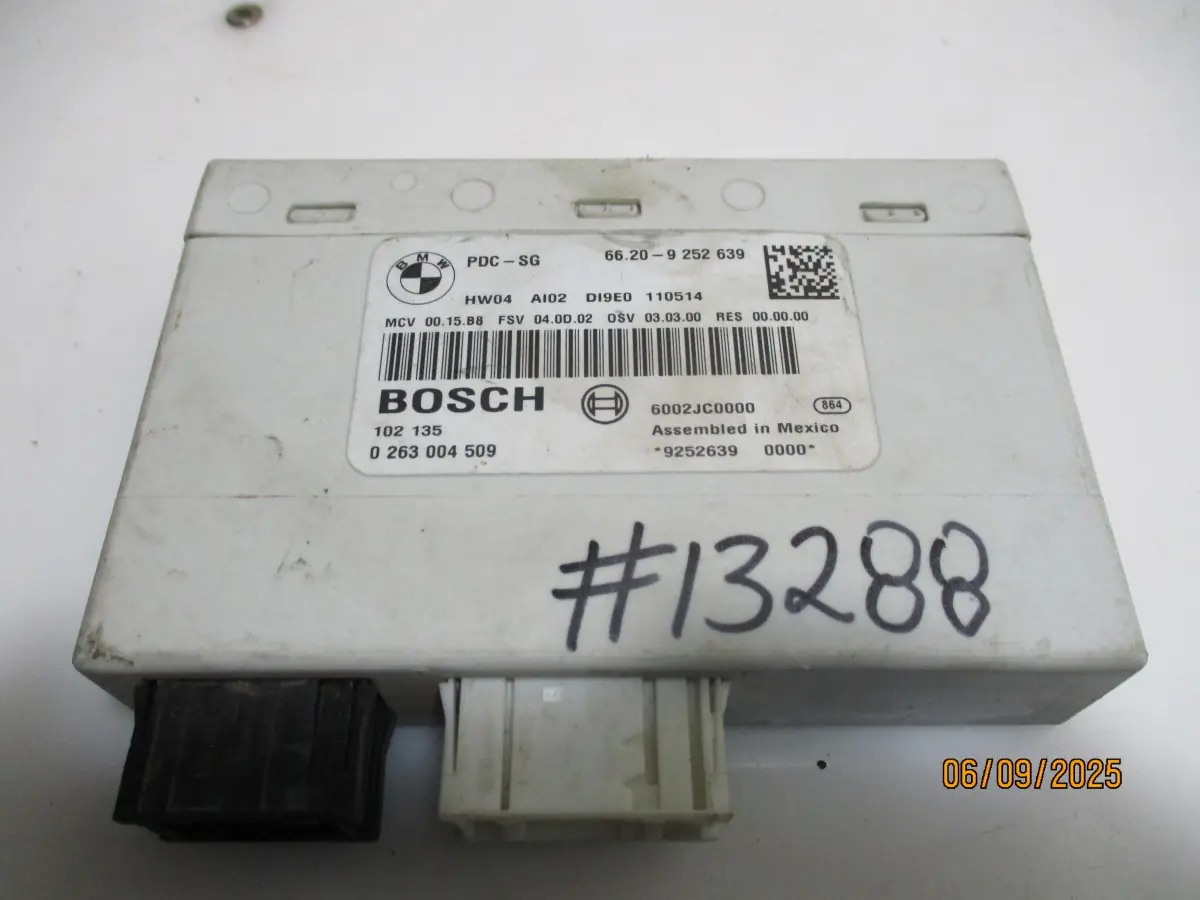 BMW
PDC-SG 66.20-9 252 639
HW04 AI02 DI9E0 110514
MCV 00.15.B8 FSV 04.0D.02 OSV 03.03.00 RES 00.00.00
BOSCH
6002JC0000 864
102 135 Assembled in Mexico
0 263 004 509 *9252639 0000*
#13288
06/09/2025